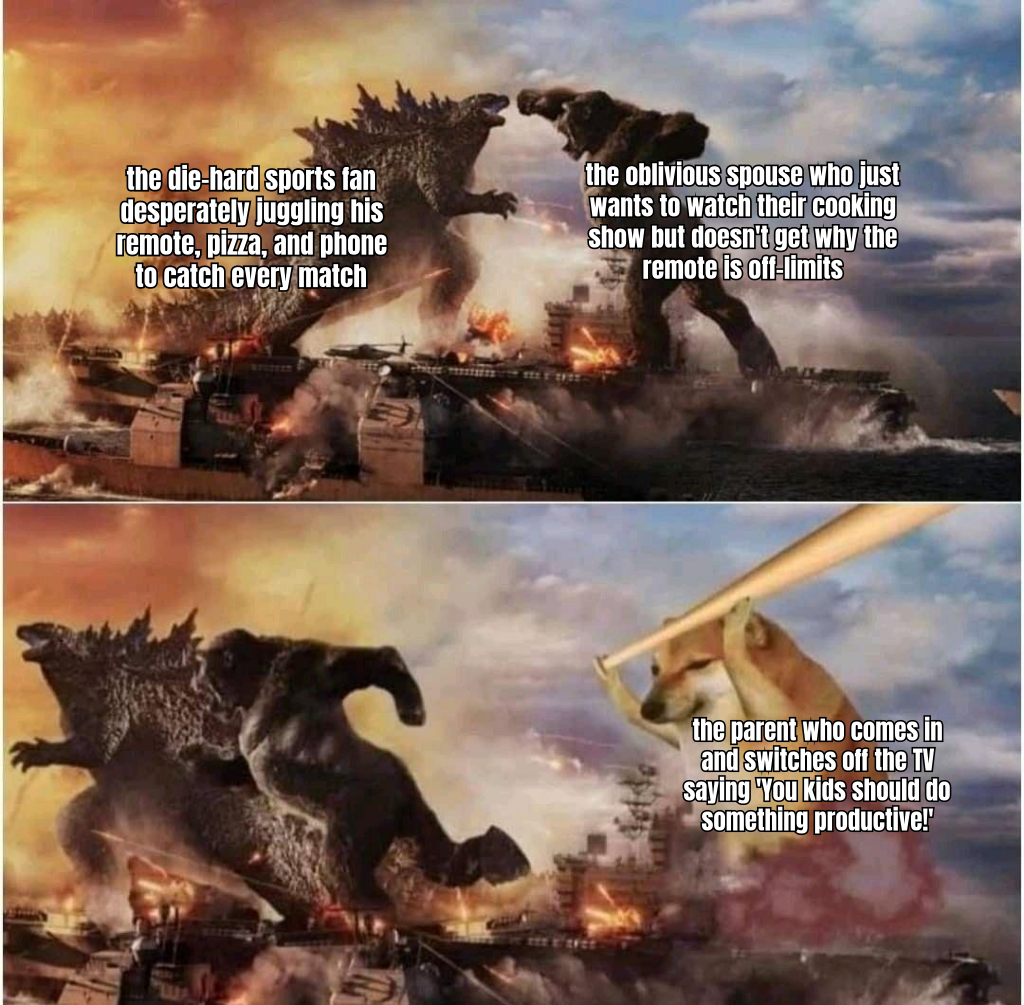 the die-hard sports fan
desperately juggling his
remote, pizza, and phone
to catch every match
the oblivious spouse who just
wants to watch their cooking
show but doesn't get why the
remote is off-limits
the parent who comes in
and switches off the TV
saying 'You kids should do
something productive!'